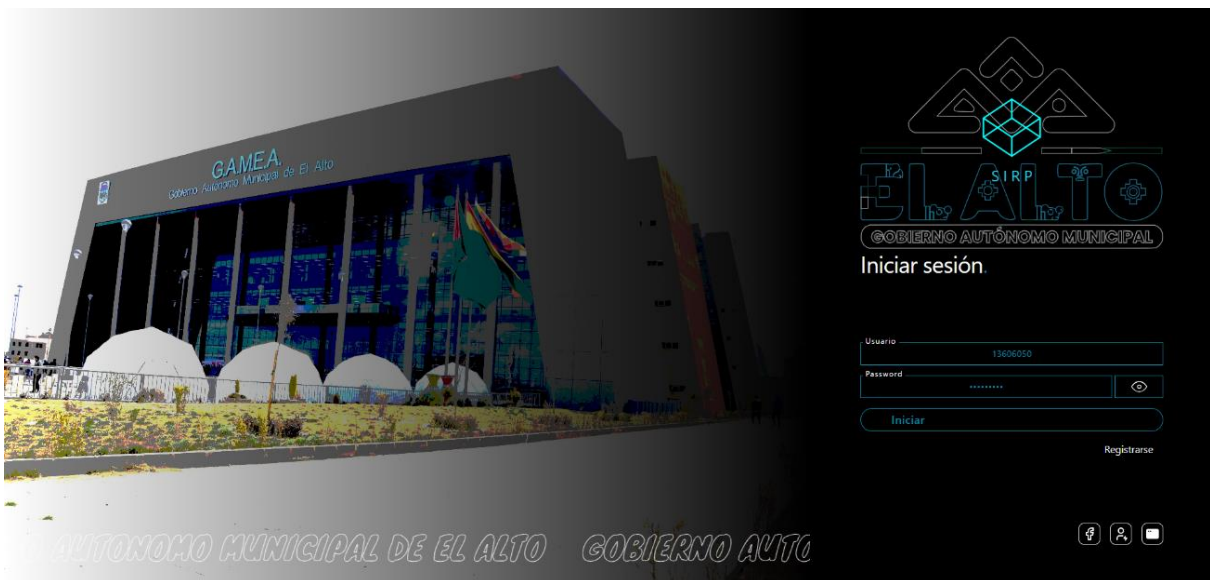 G.A.M.E.A.
Gobierno Autónomo Municipal de El Alto
AUTONOMO MUNICIPAL DE EL ALTO GOBIERNO AUTO
SIRP
EL ALTO
GOBIERNO AUTÓNOMO MUNICIPAL
Iniciar sesión.
Usuario
13606050
Password
•••••••••
Iniciar
Registrarse